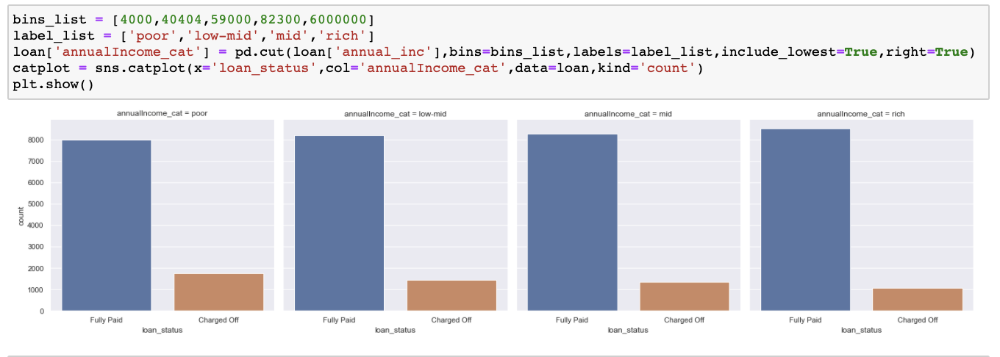 bins_list = [4000,40404,59000,82300,6000000]
label_list = ['poor','low-mid','mid','rich']
loan['annualIncome_cat'] = pd.cut(loan['annual_inc'],bins=bins_list,labels=label_list,include_lowest=True,right=True)
catplot = sns.catplot(x='loan_status',col='annualIncome_cat',data=loan,kind='count')
plt.show()
annualIncome_cat = poor
annualIncome_cat = low-mid
annualIncome_cat = mid
annualIncome_cat = rich
8000
7000
6000
5000
4000
3000
2000
1000
0
count
Fully Paid
Charged Off
Fully Paid
Charged Off
Fully Paid
Charged Off
Fully Paid
Charged Off
loan_status
loan_status
loan_status
loan_status